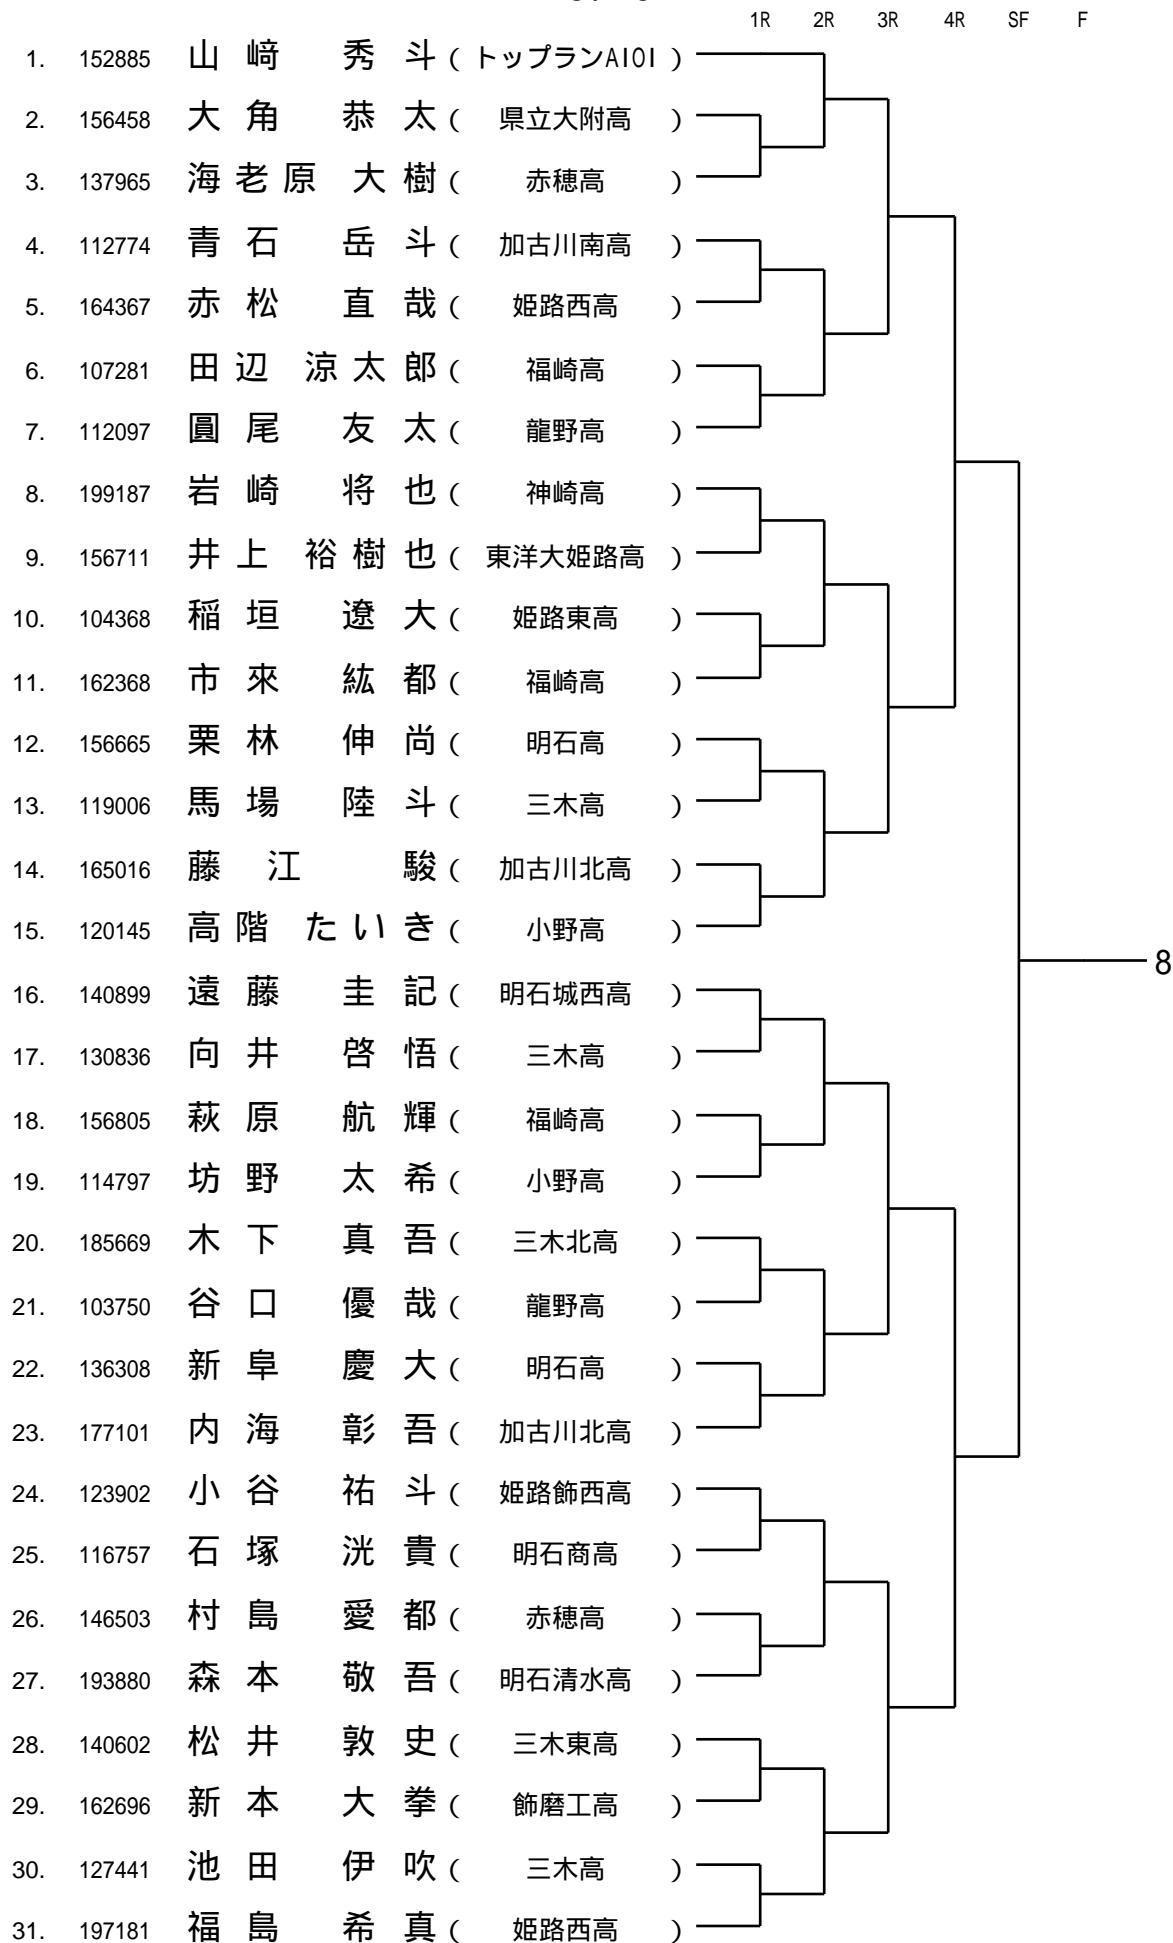 1R 2R 3R 4R SF F
1. 152885 山﨑 秀斗 ( トップランAIOI )
2. 156458 大角 恭太 ( 県立大附高 )
3. 137965 海老原 大樹 ( 赤穂高 )
4. 112774 青石 岳斗 ( 加古川南高 )
5. 164367 赤松 直哉 ( 姫路西高 )
6. 107281 田辺 涼太郎 ( 福崎高 )
7. 112097 圓尾 友太 ( 龍野高 )
8. 199187 岩崎 将也 ( 神崎高 )
9. 156711 井上 裕樹也 ( 東洋大姫路高 )
10. 104368 稲垣 遼大 ( 姫路東高 )
11. 162368 市來 紘都 ( 福崎高 )
12. 156665 栗林 伸尚 ( 明石高 )
13. 119006 馬場 陸斗 ( 三木高 )
14. 165016 藤江 駿 ( 加古川北高 )
15. 120145 高階 たいき ( 小野高 )
8
16. 140899 遠藤 圭記 ( 明石城西高 )
17. 130836 向井 啓悟 ( 三木高 )
18. 156805 萩原 航輝 ( 福崎高 )
19. 114797 坊野 太希 ( 小野高 )
20. 185669 木下 真吾 ( 三木北高 )
21. 103750 谷口 優哉 ( 龍野高 )
22. 136308 新阜 慶大 ( 明石高 )
23. 177101 内海 彰吾 ( 加古川北高 )
24. 123902 小谷 祐斗 ( 姫路飾西高 )
25. 116757 石塚 洸貴 ( 明石商高 )
26. 146503 村島 愛都 ( 赤穂高 )
27. 193880 森本 敬吾 ( 明石清水高 )
28. 140602 松井 敦史 ( 三木東高 )
29. 162696 新本 大拳 ( 飾磨工高 )
30. 127441 池田 伊吹 ( 三木高 )
31. 197181 福島 希真 ( 姫路西高 )